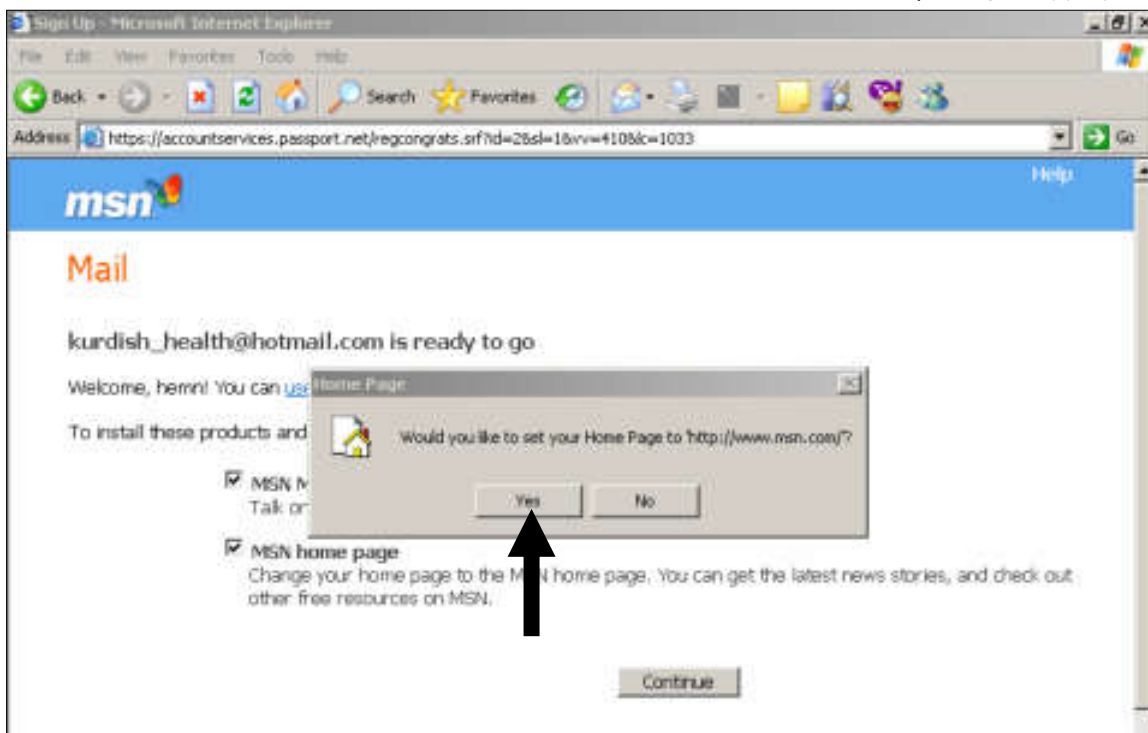 Sign Up - Microsoft Internet Explorer
File Edit View Favorites Tools Help
Back Search Favorites
Address https://accountservices.passport.net/regcongrats.srf?id=2&sl=1&vv=410&lc=1033 Go
Help
msn
Mail
kurdish_health@hotmail.com is ready to go
Welcome, hemn! You can use
Home Page
Would you like to set your Home Page to 'http://www.msn.com/'?
To install these products and
Yes No
MSN M
Talk or
MSN home page
Change your home page to the MSN home page. You can get the latest news stories, and check out
other free resources on MSN.
Continue